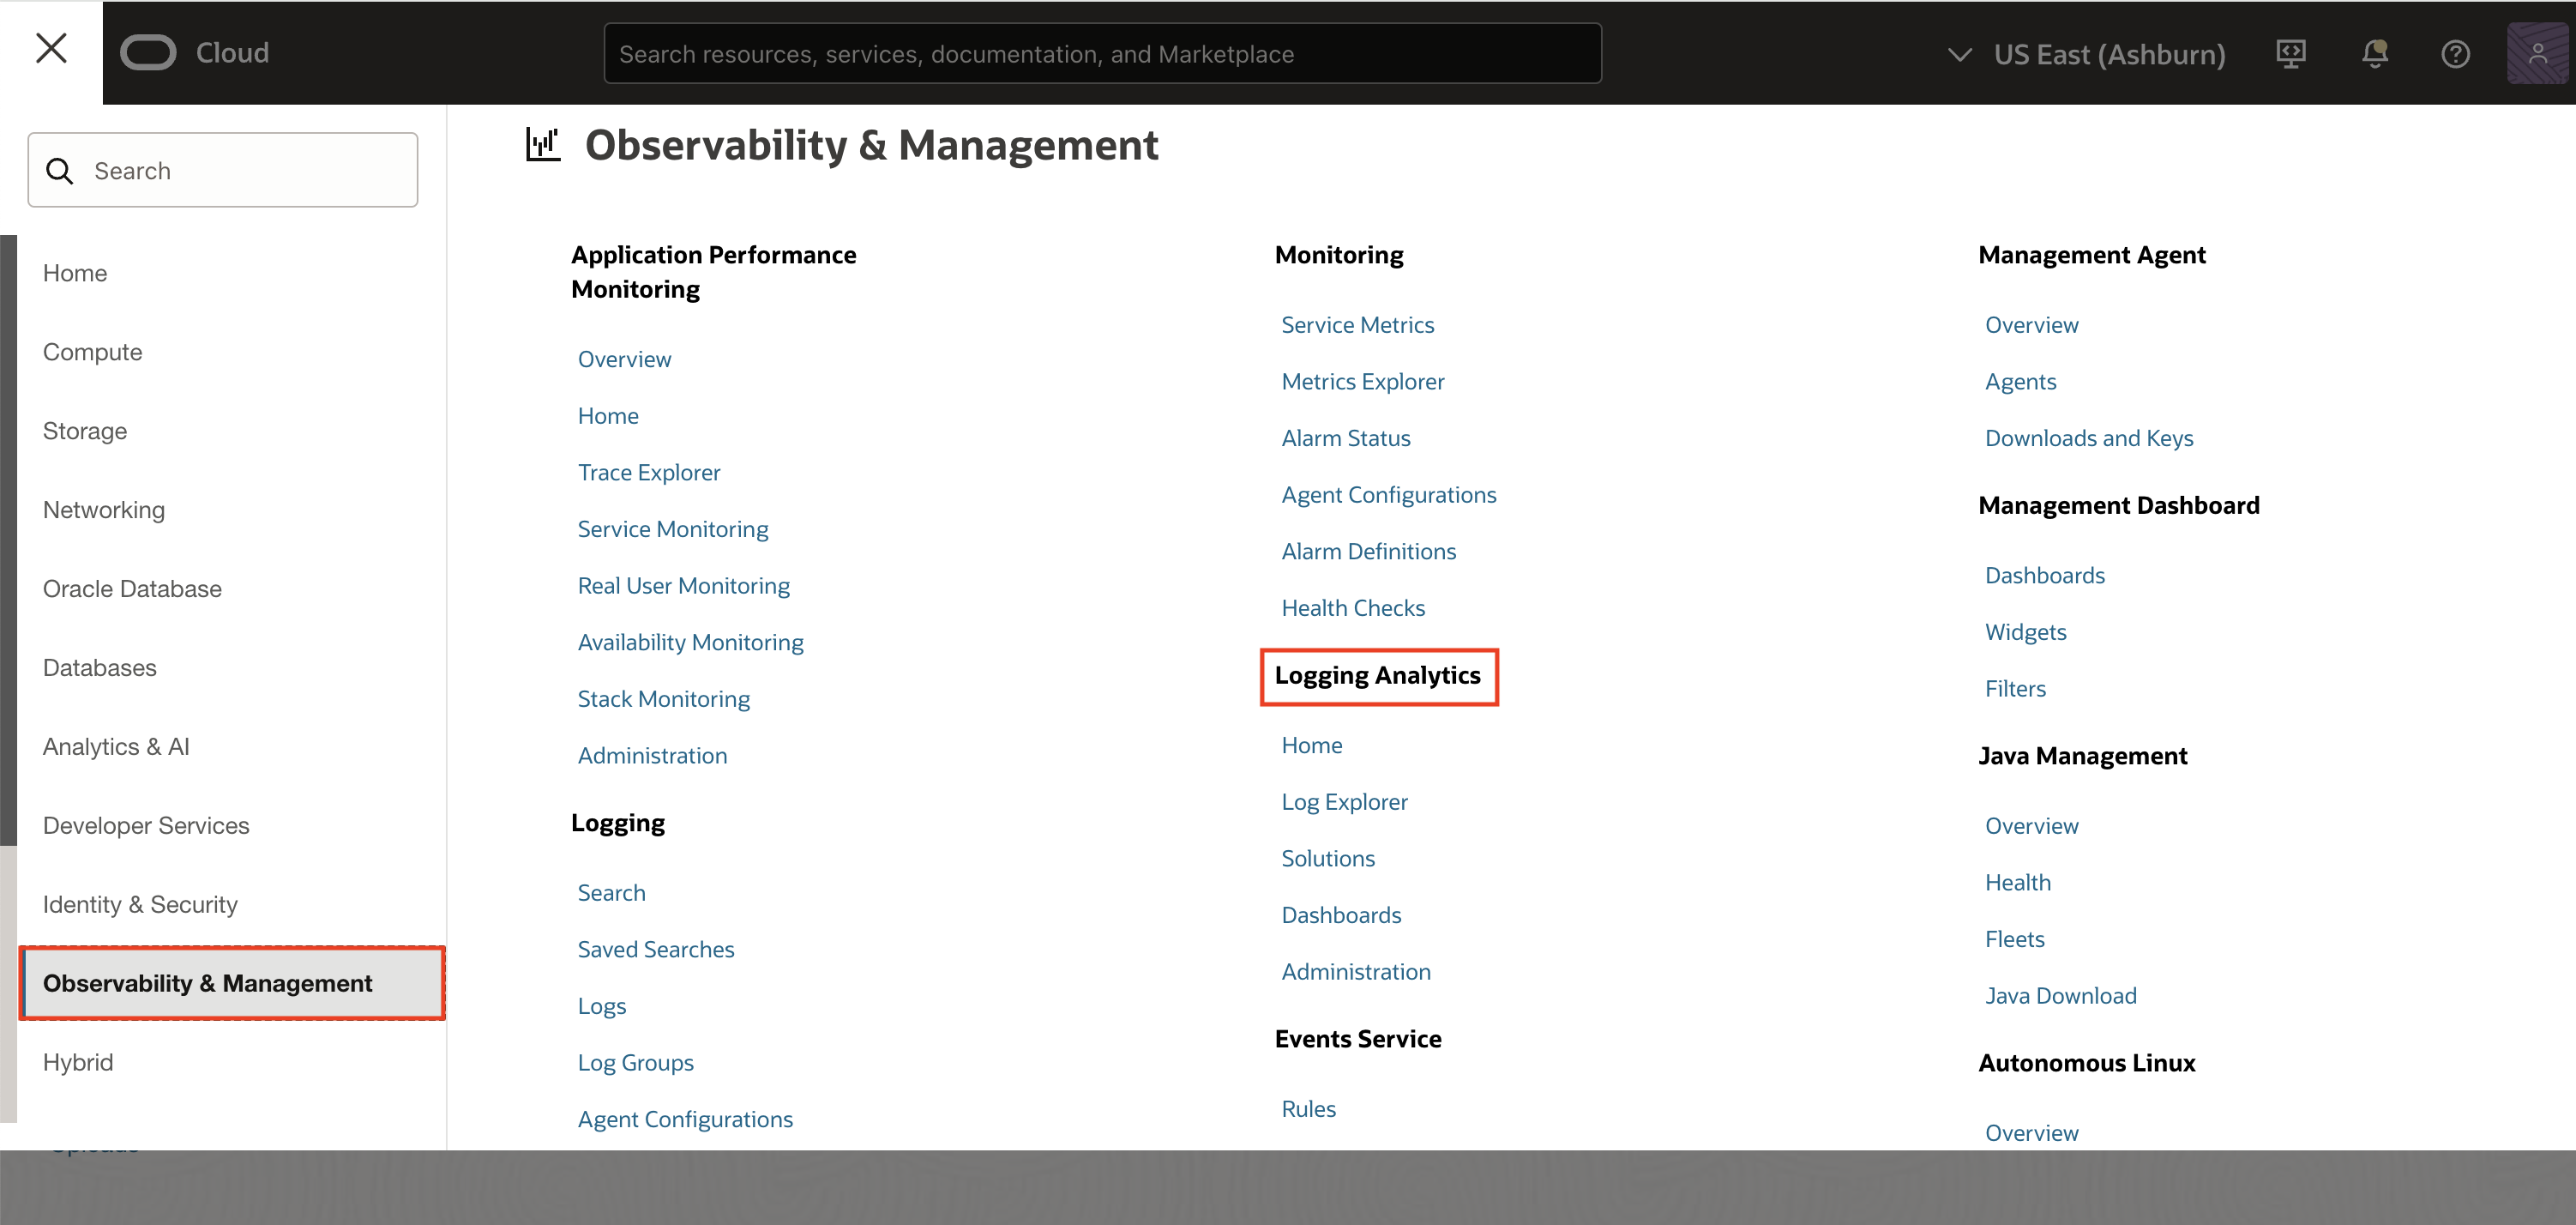 Cloud
Search resources, services, documentation, and Marketplace
US East (Ashburn)
Search
Home
Compute
Storage
Networking
Oracle Database
Databases
Analytics & AI
Developer Services
Identity & Security
Observability & Management
Hybrid
Observability & Management
Application Performance
Monitoring
Overview
Home
Trace Explorer
Service Monitoring
Real User Monitoring
Availability Monitoring
Stack Monitoring
Administration
Logging
Search
Saved Searches
Logs
Log Groups
Agent Configurations
Monitoring
Service Metrics
Metrics Explorer
Alarm Status
Agent Configurations
Alarm Definitions
Health Checks
Logging Analytics
Home
Log Explorer
Solutions
Dashboards
Administration
Events Service
Rules
Management Agent
Overview
Agents
Downloads and Keys
Management Dashboard
Dashboards
Widgets
Filters
Java Management
Overview
Health
Fleets
Java Download
Autonomous Linux
Overview